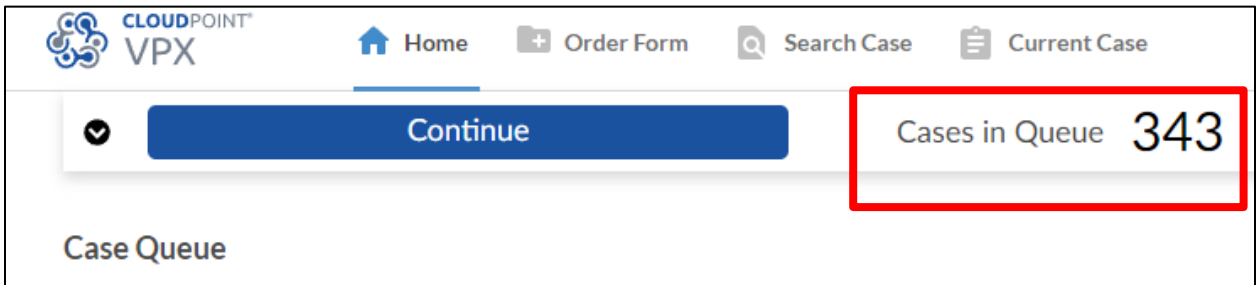 CLOUDPOINT®
VPX
Home
Order Form
Search Case
Current Case
Continue
Cases in Queue 343
Case Queue